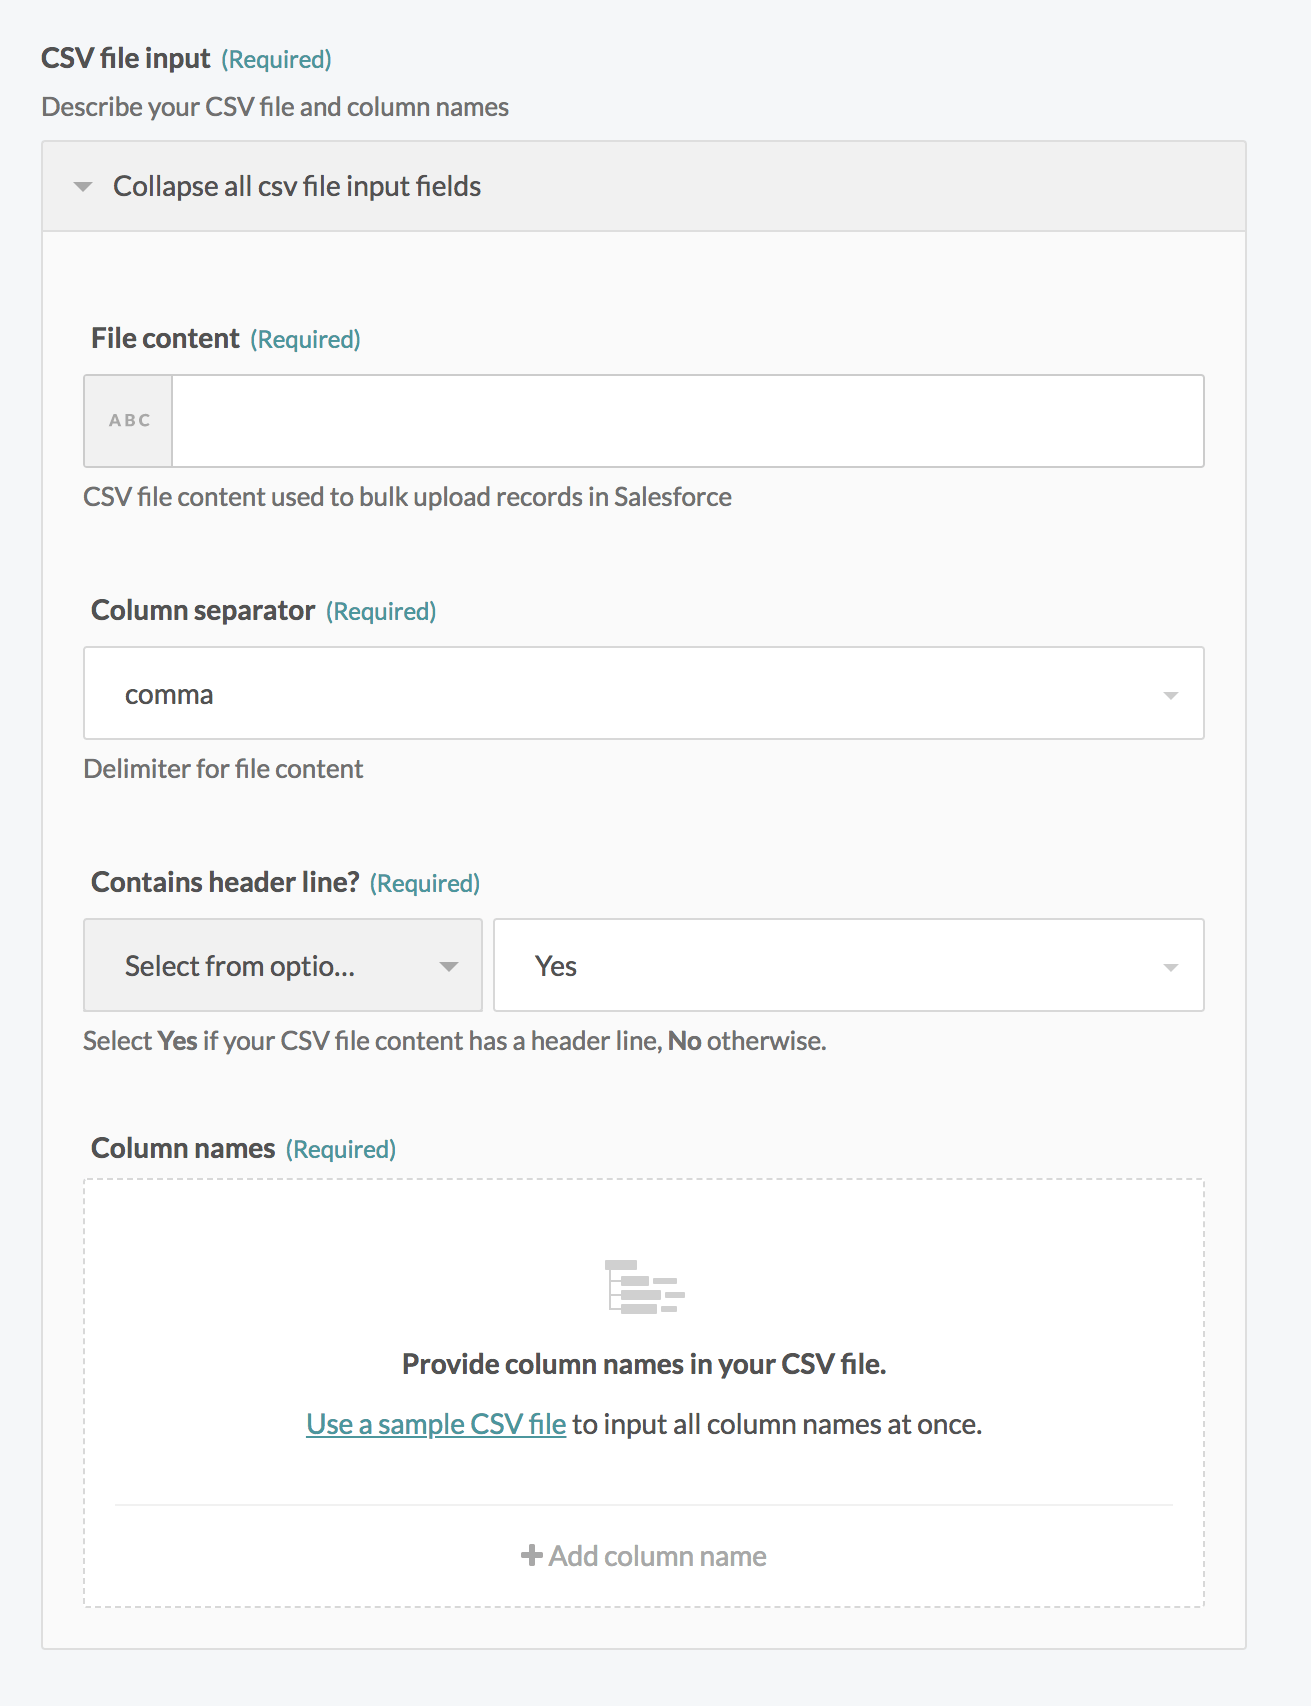 CSV file input (Required)
Describe your CSV file and column names
Collapse all csv file input fields
File content (Required)
ABC
CSV file content used to bulk upload records in Salesforce
Column separator (Required)
comma
Delimiter for file content
Contains header line? (Required)
Select from optio... Yes
Select Yes if your CSV file content has a header line, No otherwise.
Column names (Required)
Provide column names in your CSV file.
Use a sample CSV file to input all column names at once.
+ Add column name